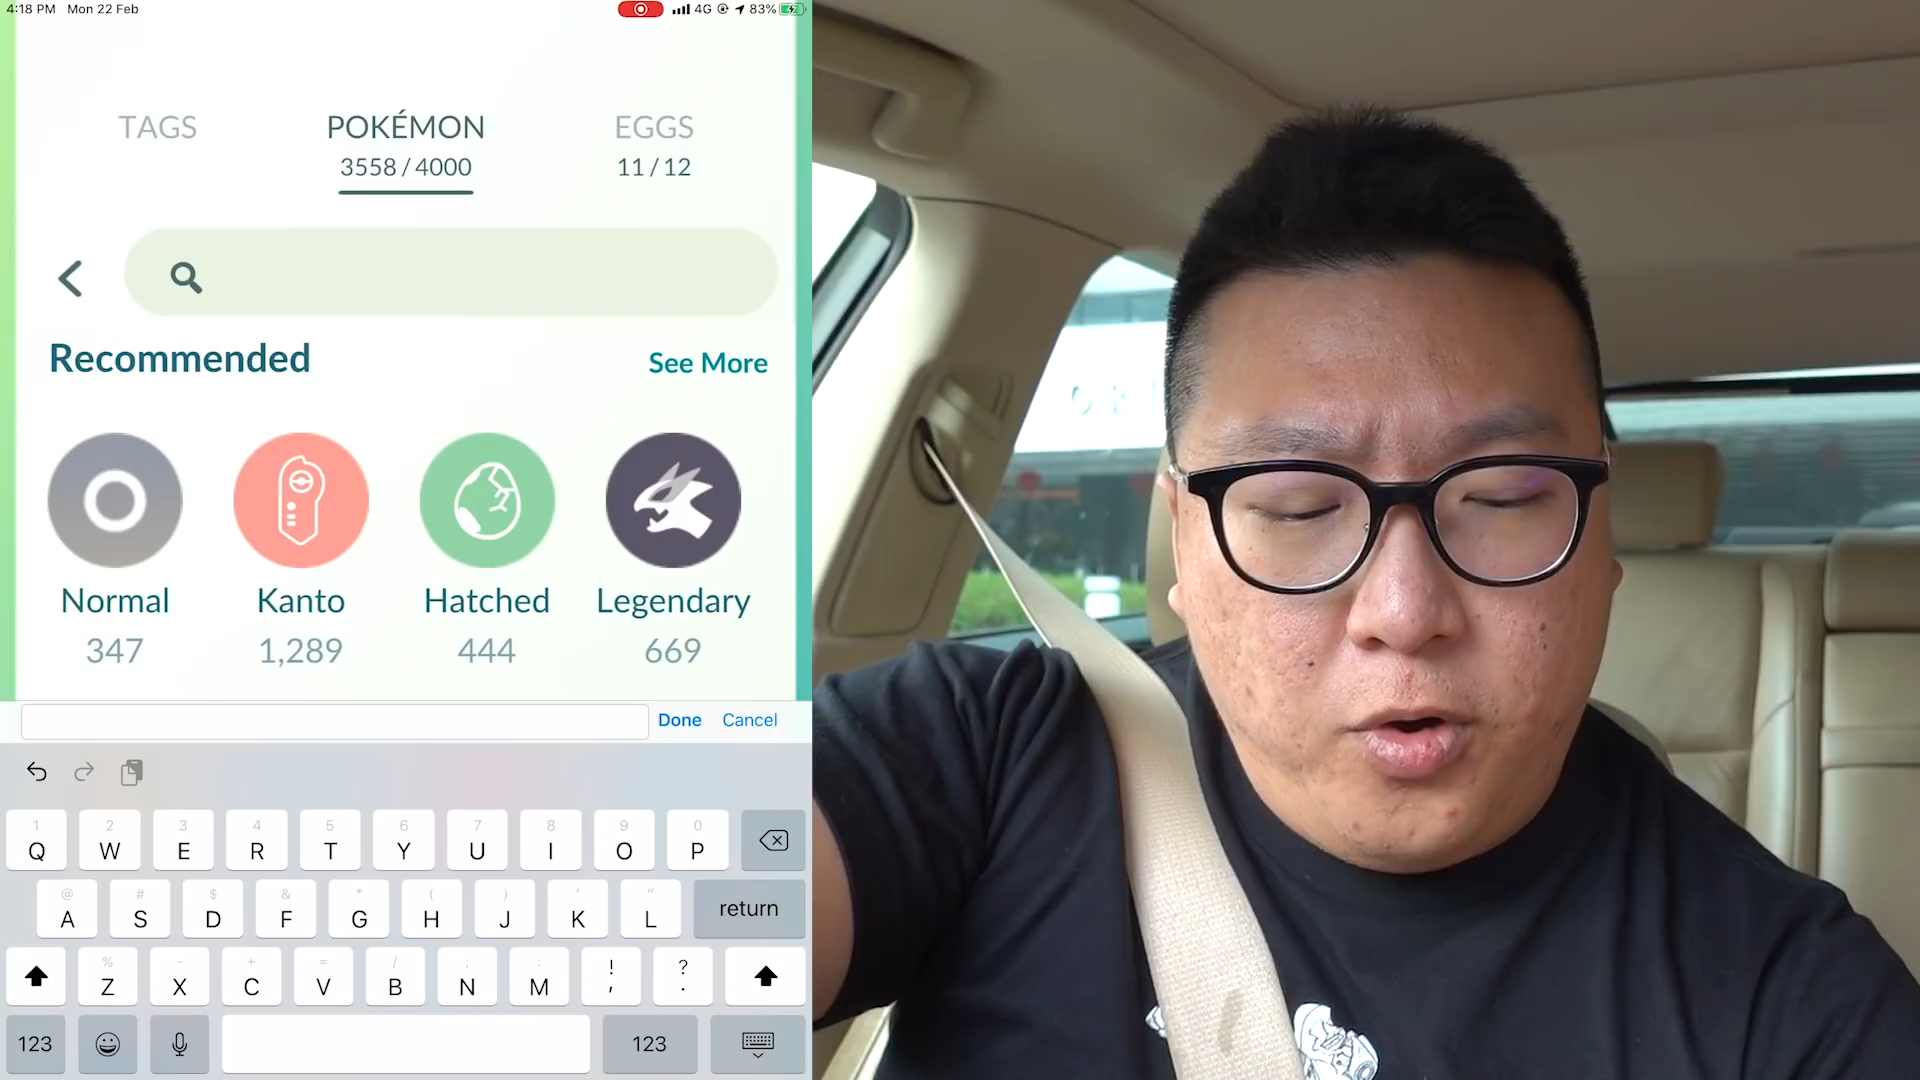 4:18 PM Mon 22 Feb
4G 83%
TAGS POKÉMON EGGS
3558 / 4000 11 / 12
Recommended See More
Normal Kanto Hatched Legendary
347 1,289 444 669
Done Cancel
1 2 3 4 5 6 7 8 9 0
Q W E R T Y U I O P
@ # $ & * ( ) ' "
A S D F G H J K L return
% - + = / ; : ! ?
Z X C V B N M , .
123 123